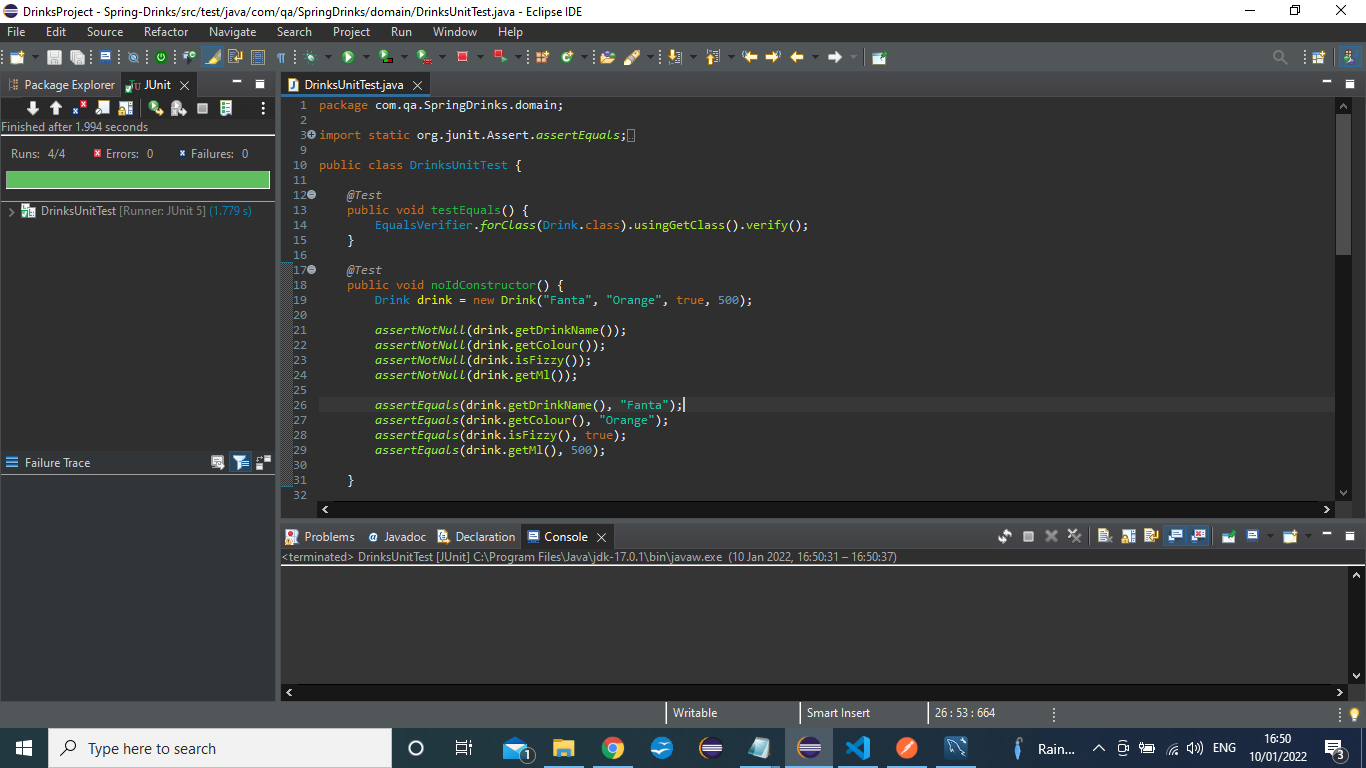 DrinksProject - Spring-Drinks/src/test/java/com/qa/SpringDrinks/domain/DrinksUnitTest.java - Eclipse IDE
File Edit Source Refactor Navigate Search Project Run Window Help
Package Explorer JUnit
Finished after 1.994 seconds
Runs: 4/4 Errors: 0 Failures: 0
DrinksUnitTest [Runner: JUnit 5] (1.779 s)
Failure Trace
DrinksUnitTest.java
1 package com.qa.SpringDrinks.domain;
2
3 import static org.junit.Assert.assertEquals;
9
10 public class DrinksUnitTest {
11
12 @Test
13 public void testEquals() {
14 EqualsVerifier.forClass(Drink.class).usingGetClass().verify();
15 }
16
17 @Test
18 public void noIdConstructor() {
19 Drink drink = new Drink("Fanta", "Orange", true, 500);
20
21 assertNotNull(drink.getDrinkName());
22 assertNotNull(drink.getColour());
23 assertNotNull(drink.isFizzy());
24 assertNotNull(drink.getMl());
25
26 assertEquals(drink.getDrinkName(), "Fanta");
27 assertEquals(drink.getColour(), "Orange");
28 assertEquals(drink.isFizzy(), true);
29 assertEquals(drink.getMl(), 500);
30
31 }
32
Problems @ Javadoc Declaration Console
<terminated> DrinksUnitTest [JUnit] C:\Program Files\Java\jdk-17.0.1\bin\javaw.exe (10 Jan 2022, 16:50:31 – 16:50:37)
Writable Smart Insert 26 : 53 : 664
Type here to search
1
Rain...
ENG
16:50
10/01/2022
3